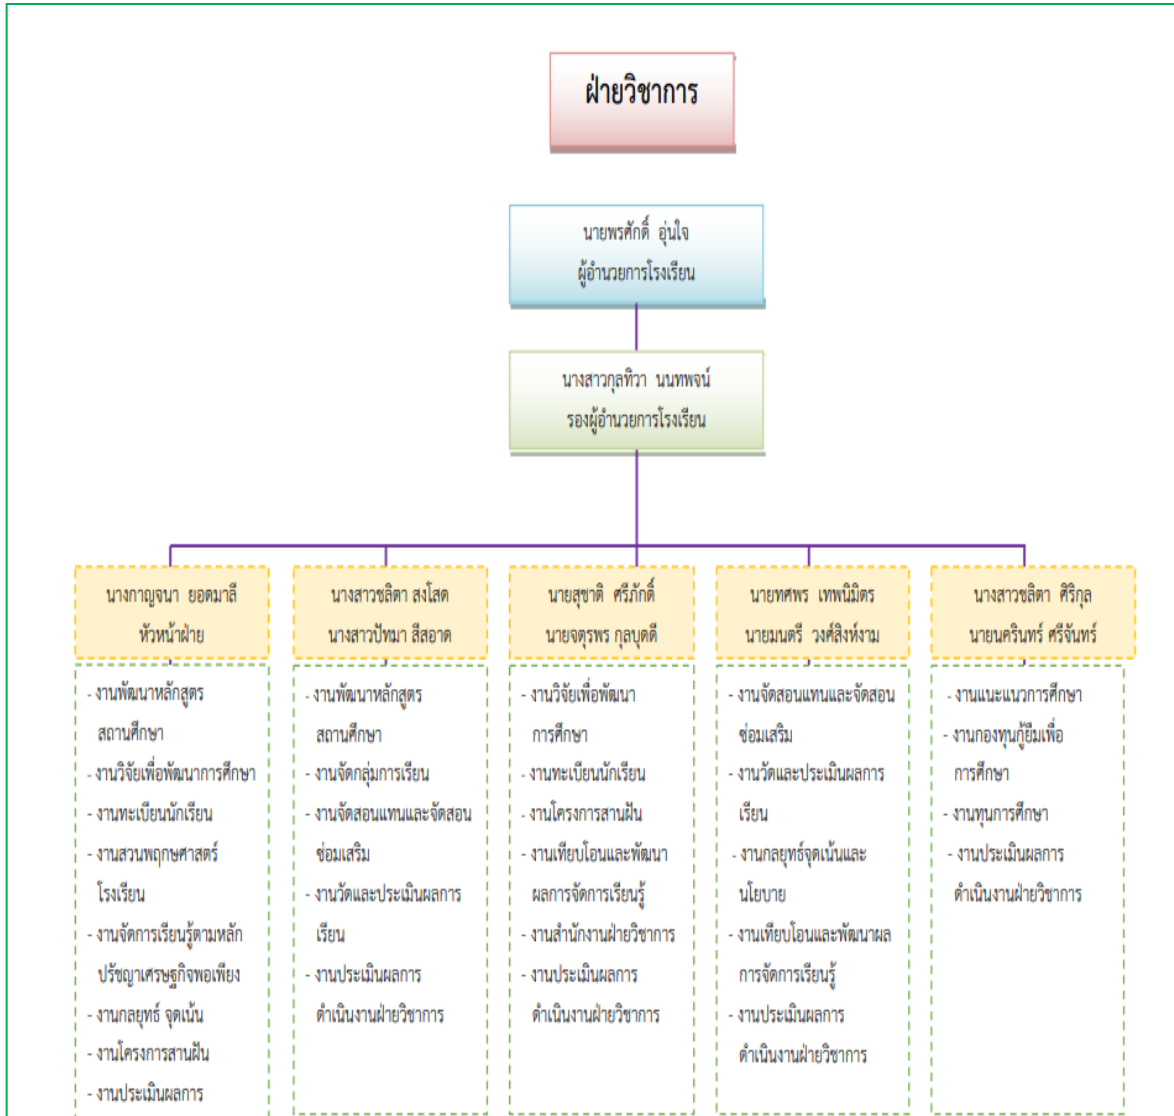 ฝ่ายวิชาการ
นายพรศักดิ์ อุ่นใจ
ผู้อำนวยการโรงเรียน
นางสาวกุลทิวา นนทพจน์
รองผู้อำนวยการโรงเรียน
นางกาญจนา ยอดมาลี
หัวหน้าฝ่าย
- งานพัฒนาหลักสูตร
สถานศึกษา
- งานวิจัยเพื่อพัฒนาการศึกษา
- งานทะเบียนนักเรียน
- งานสวนพฤกษศาสตร์
โรงเรียน
- งานจัดการเรียนรู้ตามหลัก
ปรัชญาเศรษฐกิจพอเพียง
- งานกลยุทธ์ จุดเน้น
- งานโครงการสานฝัน
- งานประเมินผลการ
นางสาวชลิตา สงโสด
นางสาวปัทมา สีสอาด
- งานพัฒนาหลักสูตร
สถานศึกษา
- งานจัดกลุ่มการเรียน
- งานจัดสอนแทนและจัดสอน
ซ่อมเสริม
- งานวัดและประเมินผลการ
เรียน
- งานประเมินผลการ
ดำเนินงานฝ่ายวิชาการ
นายสุชาติ ศรีภักดิ์
นายจตุรพร กุลบุดดี
- งานวิจัยเพื่อพัฒนา
การศึกษา
- งานทะเบียนนักเรียน
- งานโครงการสานฝัน
- งานเทียบโอนและพัฒนา
ผลการจัดการเรียนรู้
- งานสำนักงานฝ่ายวิชาการ
- งานประเมินผลการ
ดำเนินงานฝ่ายวิชาการ
นายทศพร เทพนิมิตร
นายมนตรี วงศ์สิงห์งาม
- งานจัดสอนแทนและจัดสอน
ซ่อมเสริม
- งานวัดและประเมินผลการ
เรียน
- งานกลยุทธ์จุดเน้นและ
นโยบาย
- งานเทียบโอนและพัฒนาผล
การจัดการเรียนรู้
- งานประเมินผลการ
ดำเนินงานฝ่ายวิชาการ
นางสาวชลิตา ศิริกุล
นายนครินทร์ ศรีจันทร์
- งานแนะแนวการศึกษา
- งานกองทุนกู้ยืมเพื่อ
การศึกษา
- งานทุนการศึกษา
- งานประเมินผลการ
ดำเนินงานฝ่ายวิชาการ